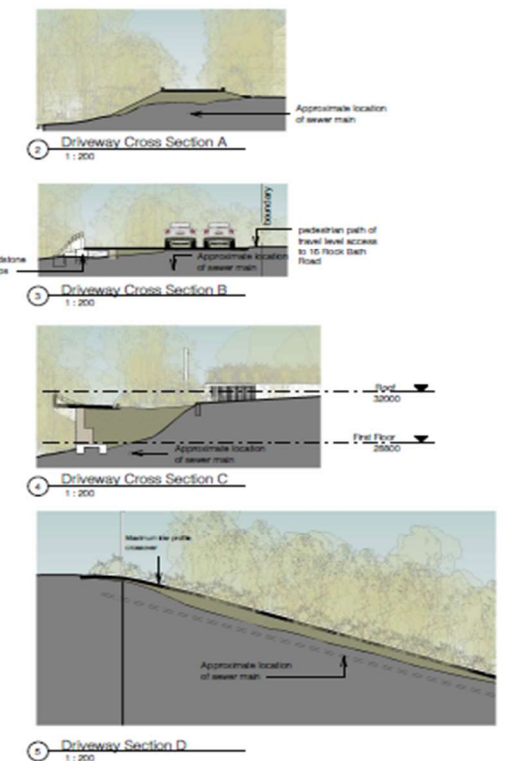 Approximate location
of sewer main
2 Driveway Cross Section A
1 : 200
boundary
pedestrian path of
travel level access
to 16 Rock Bath
Road
Approximate location
of sewer main
3 Driveway Cross Section B
1 : 200
Roof
32000
First Floor
Approximate location
of sewer main
4 Driveway Cross Section C
1 : 200
Maximum
crossover
Approximate location
of sewer main
5 Driveway Section D
1 : 200